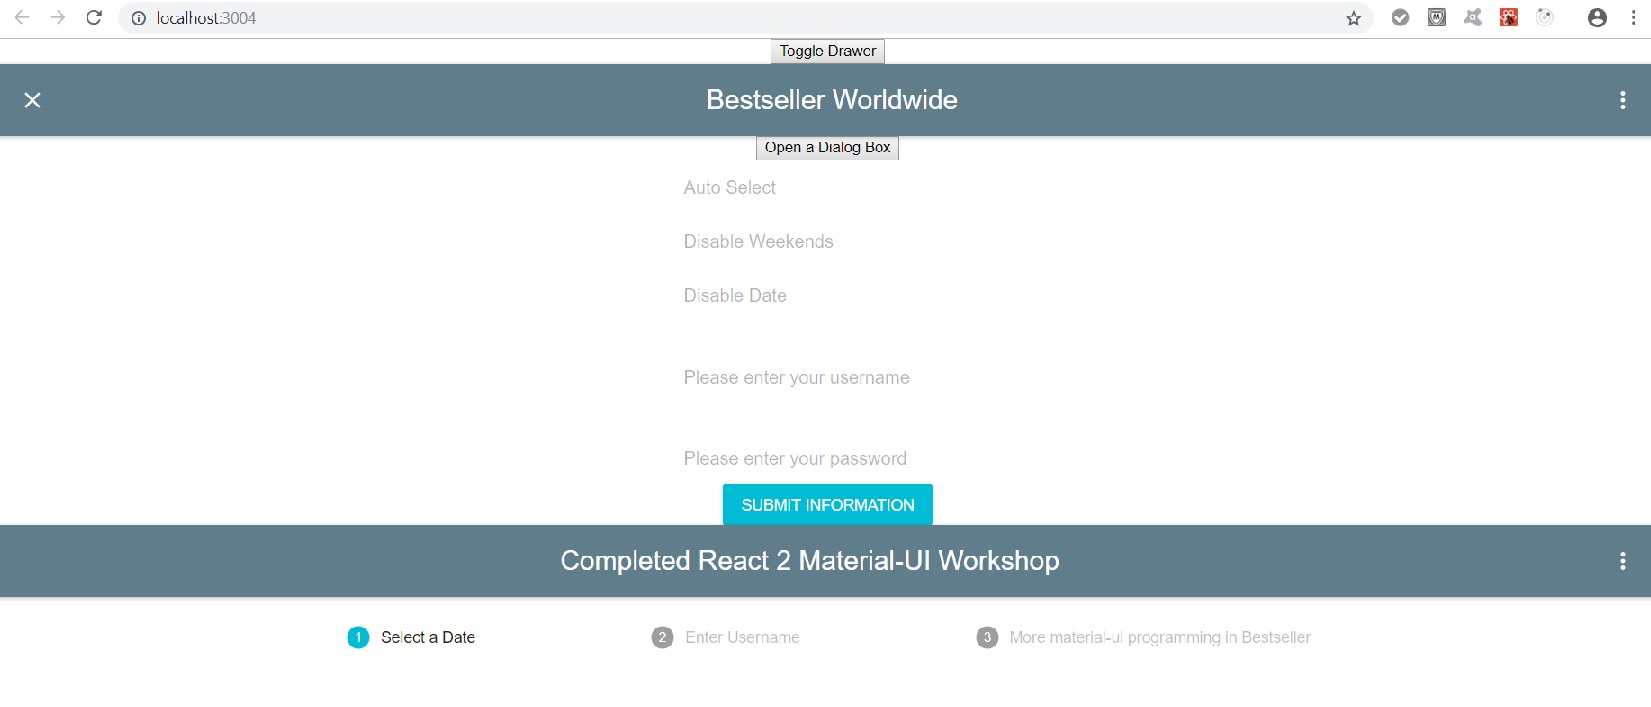 localhost:3004
Toggle Drawer
Bestseller Worldwide
Open a Dialog Box
Auto Select
Disable Weekends
Disable Date
Please enter your username
Please enter your password
SUBMIT INFORMATION
Completed React 2 Material-UI Workshop
1 Select a Date 2 Enter Username 3 More material-ui programming in Bestseller